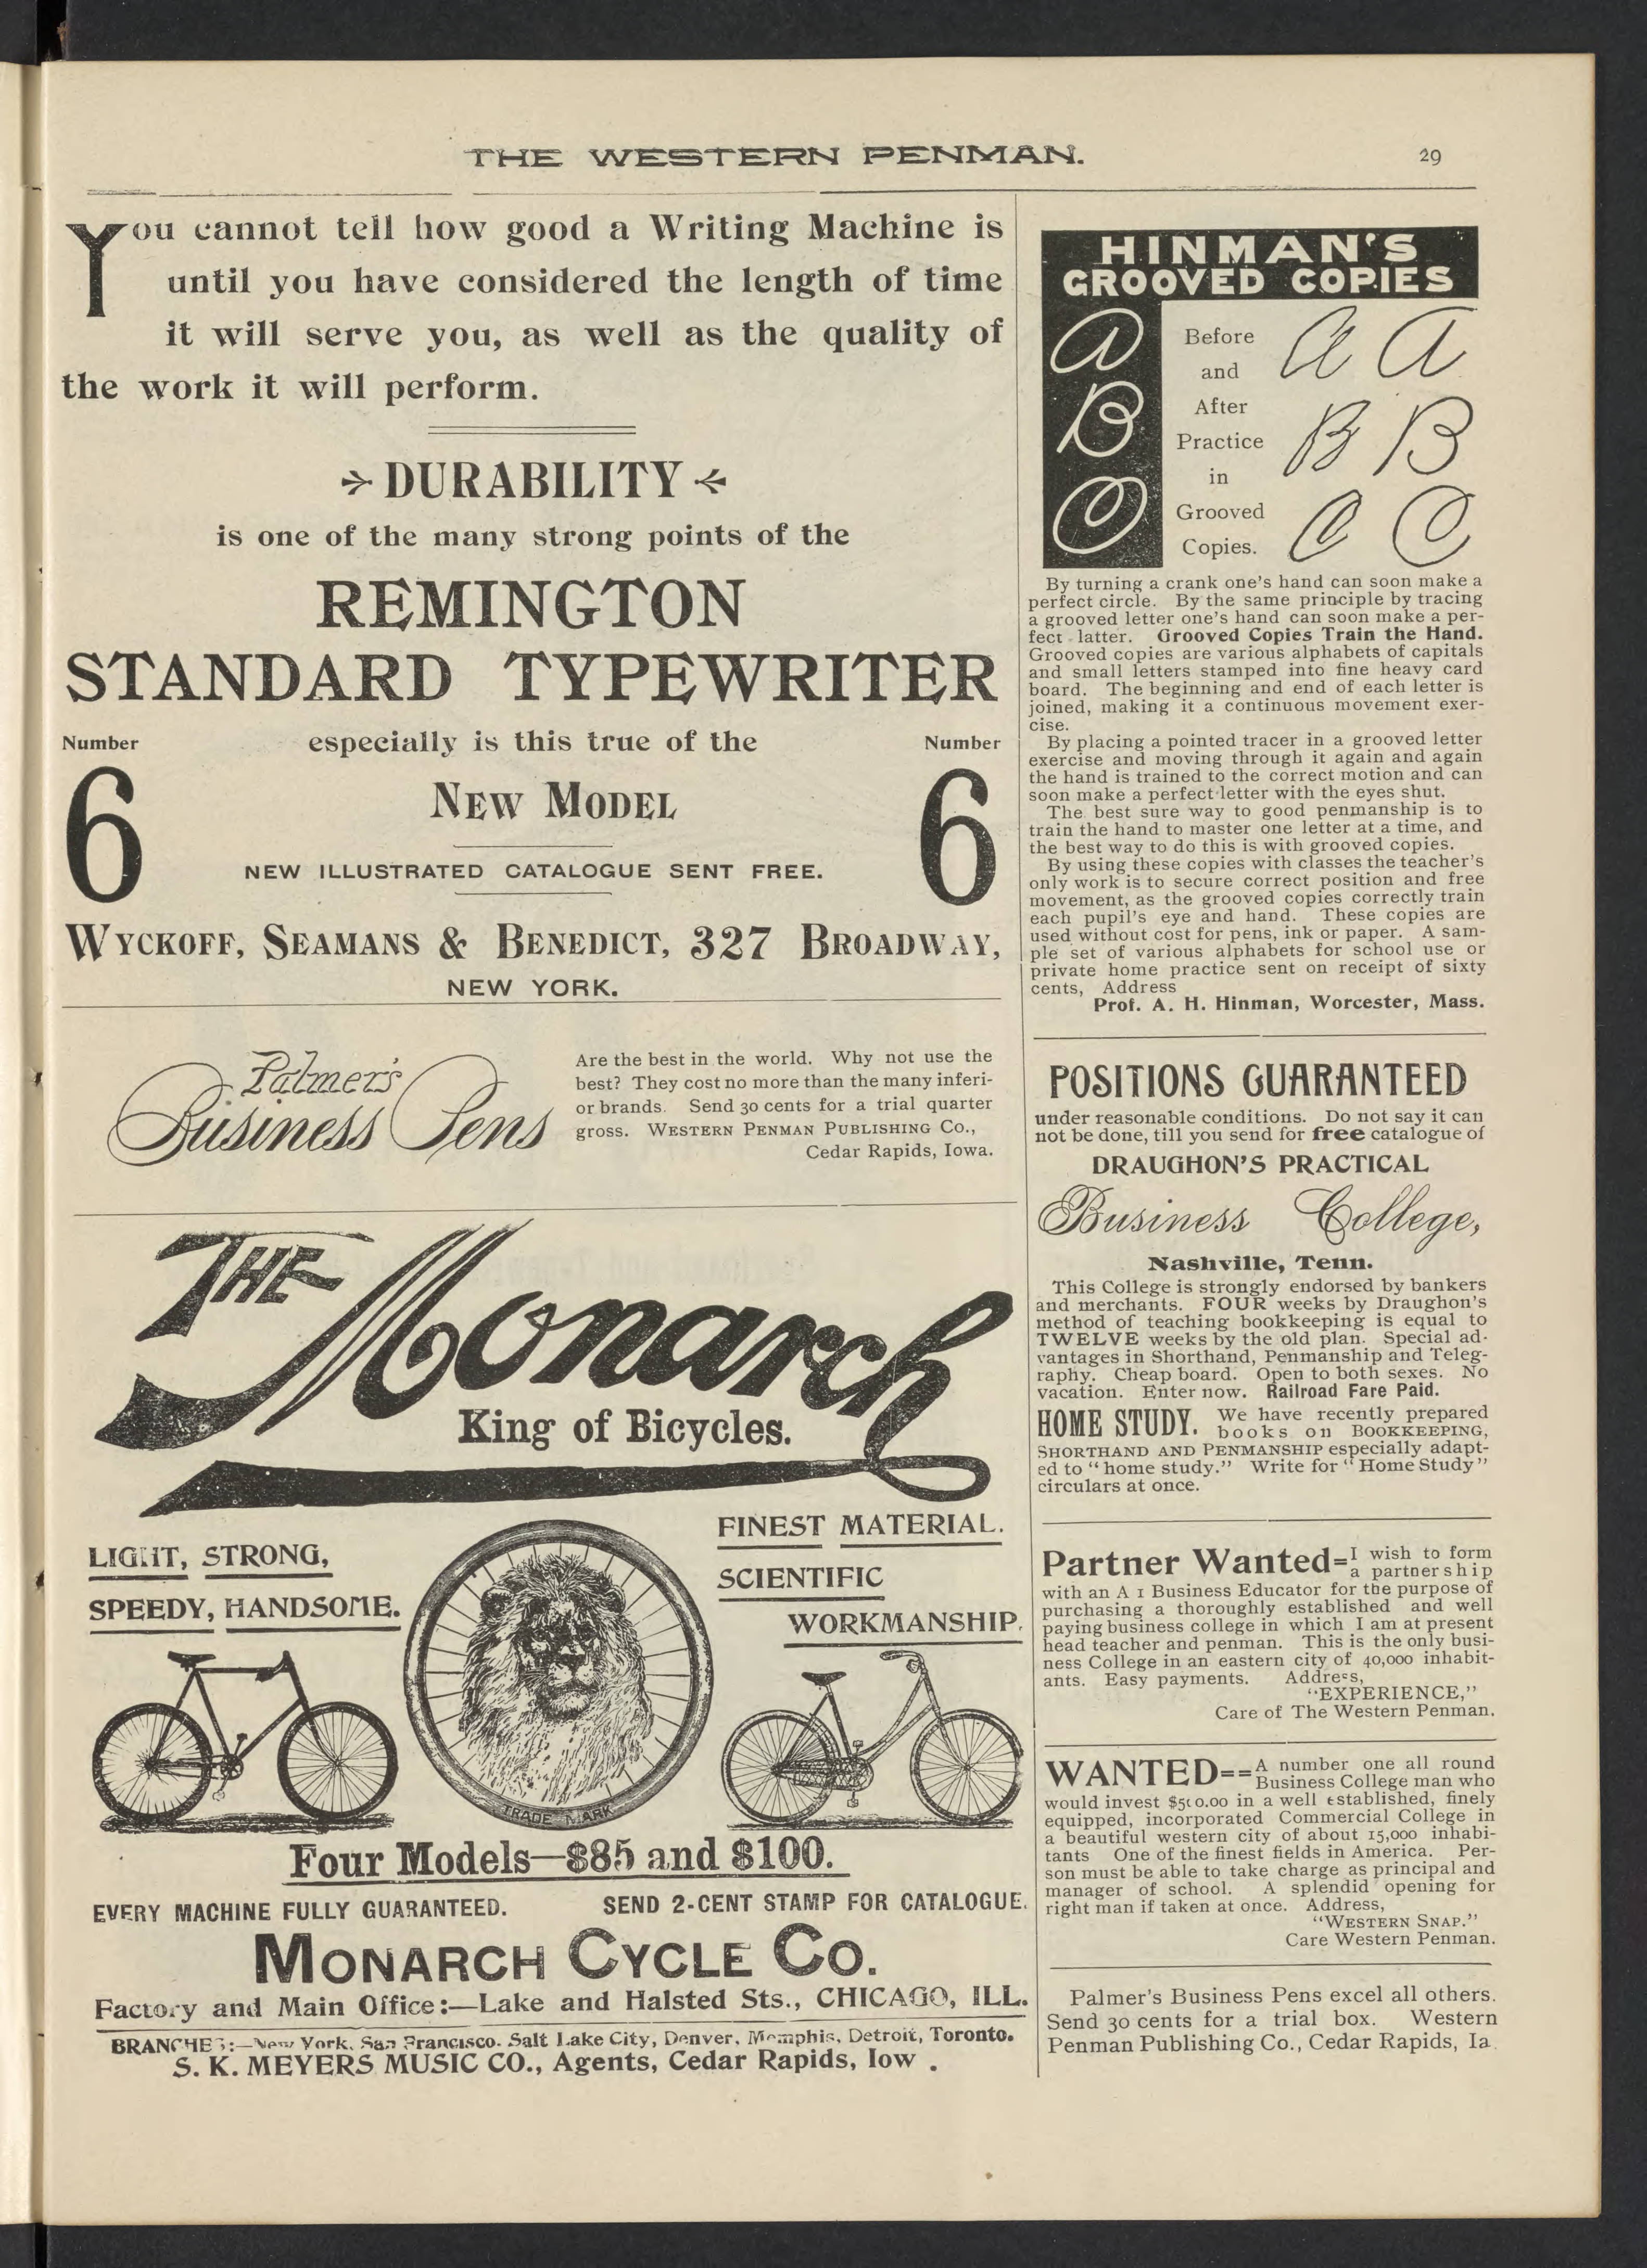 THE WESTERN PENMAN.
29
You cannot tell how good a Writing Machine is
until you have considered the length of time
it will serve you, as well as the quality of
the work it will perform.
DURABILITY
is one of the many strong points of the
REMINGTON
STANDARD TYPEWRITER
Number especially is this true of the Number
6 NEW MODEL 6
NEW ILLUSTRATED CATALOGUE SENT FREE.
WYCKOFF, SEAMANS & BENEDICT, 327 BROADWAY,
NEW YORK.
Palmer's
Business Pens
Are the best in the world. Why not use the
best? They cost no more than the many inferi-
or brands. Send 30 cents for a trial quarter
gross. WESTERN PENMAN PUBLISHING CO.,
Cedar Rapids, Iowa.
THE Monarch
King of Bicycles.
LIGHT, STRONG,
SPEEDY, HANDSOME.
FINEST MATERIAL.
SCIENTIFIC
WORKMANSHIP.
TRADE MARK
Four Models—$85 and $100.
EVERY MACHINE FULLY GUARANTEED. SEND 2-CENT STAMP FOR CATALOGUE.
MONARCH CYCLE CO.
Factory and Main Office:—Lake and Halsted Sts., CHICAGO, ILL.
BRANCHES:—New York, San Francisco. Salt Lake City, Denver, Memphis, Detroit, Toronto.
S. K. MEYERS MUSIC CO., Agents, Cedar Rapids, Iow .
HINMAN'S
GROOVED COPIES
A
B
C
Before
and
After
Practice
in
Grooved
Copies.
A A
B B
C C
By turning a crank one's hand can soon make a
perfect circle. By the same principle by tracing
a grooved letter one's hand can soon make a per-
fect latter. Grooved Copies Train the Hand.
Grooved copies are various alphabets of capitals
and small letters stamped into fine heavy card
board. The beginning and end of each letter is
joined, making it a continuous movement exer-
cise.
By placing a pointed tracer in a grooved letter
exercise and moving through it again and again
the hand is trained to the correct motion and can
soon make a perfect letter with the eyes shut.
The best sure way to good penmanship is to
train the hand to master one letter at a time, and
the best way to do this is with grooved copies.
By using these copies with classes the teacher's
only work is to secure correct position and free
movement, as the grooved copies correctly train
each pupil's eye and hand. These copies are
used without cost for pens, ink or paper. A sam-
ple set of various alphabets for school use or
private home practice sent on receipt of sixty
cents, Address
Prof. A. H. Hinman, Worcester, Mass.
POSITIONS GUARANTEED
under reasonable conditions. Do not say it can
not be done, till you send for free catalogue of
DRAUGHON'S PRACTICAL
Business College,
Nashville, Tenn.
This College is strongly endorsed by bankers
and merchants. FOUR weeks by Draughon's
method of teaching bookkeeping is equal to
TWELVE weeks by the old plan. Special ad-
vantages in Shorthand, Penmanship and Teleg-
raphy. Cheap board. Open to both sexes. No
vacation. Enter now. Railroad Fare Paid.
HOME STUDY. We have recently prepared
books on BOOKKEEPING,
SHORTHAND AND PENMANSHIP especially adapt-
ed to "home study." Write for "Home Study"
circulars at once.
Partner Wanted=I wish to form
a partnership
with an A 1 Business Educator for the purpose of
purchasing a thoroughly established and well
paying business college in which I am at present
head teacher and penman. This is the only busi-
ness College in an eastern city of 40,000 inhabit-
ants. Easy payments. Address,
"EXPERIENCE,"
Care of The Western Penman.
WANTED==A number one all round
Business College man who
would invest $500.00 in a well established, finely
equipped, incorporated Commercial College in
a beautiful western city of about 15,000 inhabi-
tants One of the finest fields in America. Per-
son must be able to take charge as principal and
manager of school. A splendid opening for
right man if taken at once. Address,
"WESTERN SNAP."
Care Western Penman.
Palmer's Business Pens excel all others.
Send 30 cents for a trial box. Western
Penman Publishing Co., Cedar Rapids, Ia.